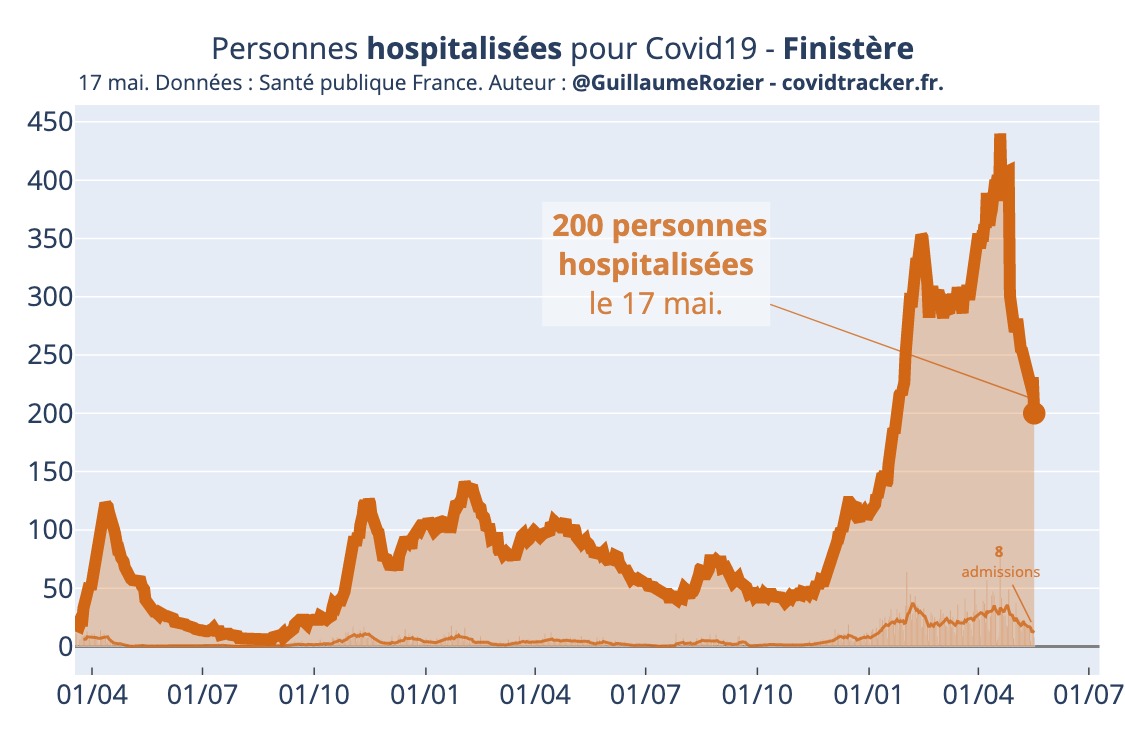 Personnes hospitalisées pour Covid19 - Finistère
17 mai. Données : Santé publique France. Auteur : @GuillaumeRozier - covidtracker.fr.
450
400
350
300
250
200
150
100
50
0
200 personnes
hospitalisées
le 17 mai.
8
admissions
01/04 01/07 01/10 01/01 01/04 01/07 01/10 01/01 01/04 01/07